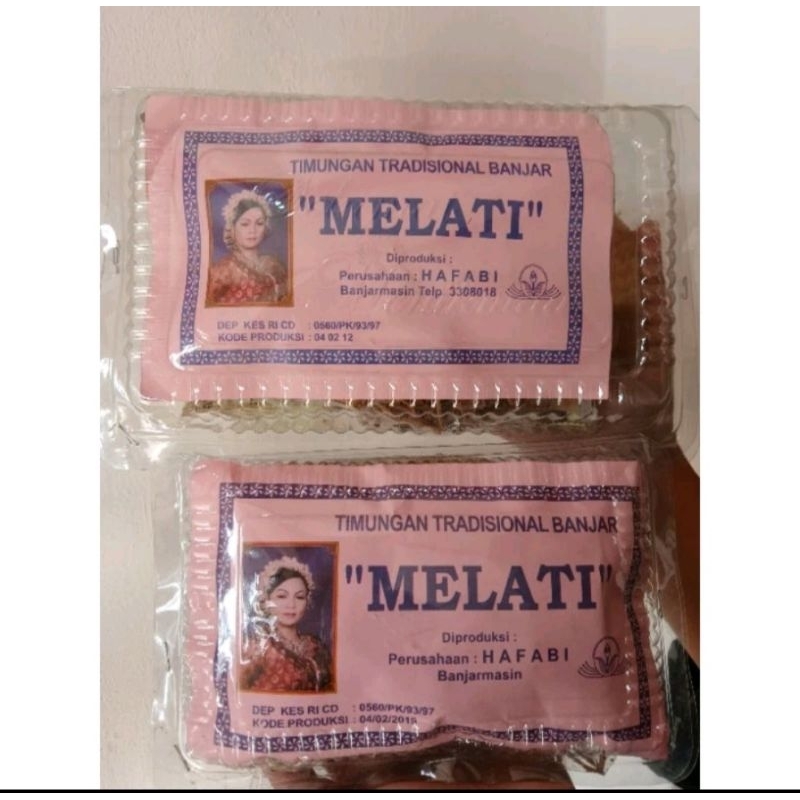 TIMUNGAN TRADISIONAL BANJAR
"MELATI"
Diproduksi :
Perusahaan : HAFABI
Banjarmasin Telp 3308018
DEP KES RI CD : 0560/PK/93/97
KODE PRODUKSI : 04 02 12
TIMUNGAN TRADISIONAL BANJAR
"MELATI"
Diproduksi :
Perusahaan : HAFABI
Banjarmasin
DEP KES RI CD : 0560/PK/93/97
KODE PRODUKSI : 04/02/2018